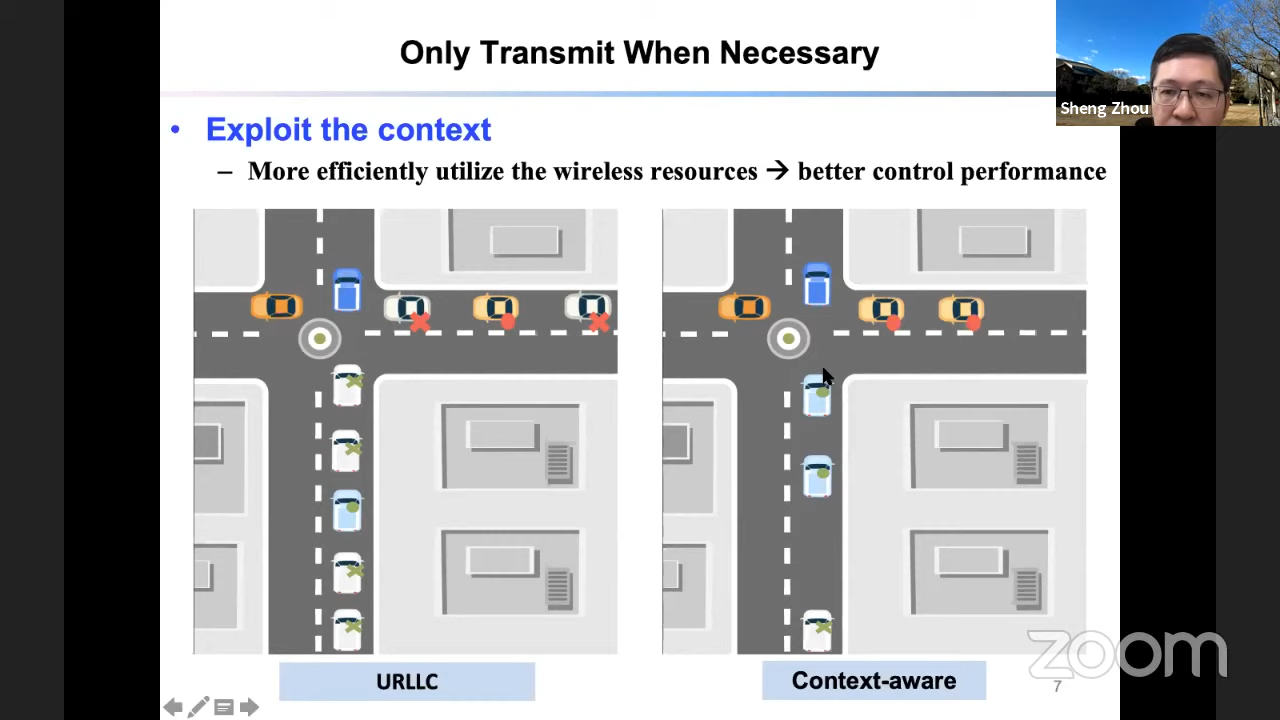 Only Transmit When Necessary
Sheng Zhou
• Exploit the context
– More efficiently utilize the wireless resources → better control performance
URLLC
Context-aware
zoom
7